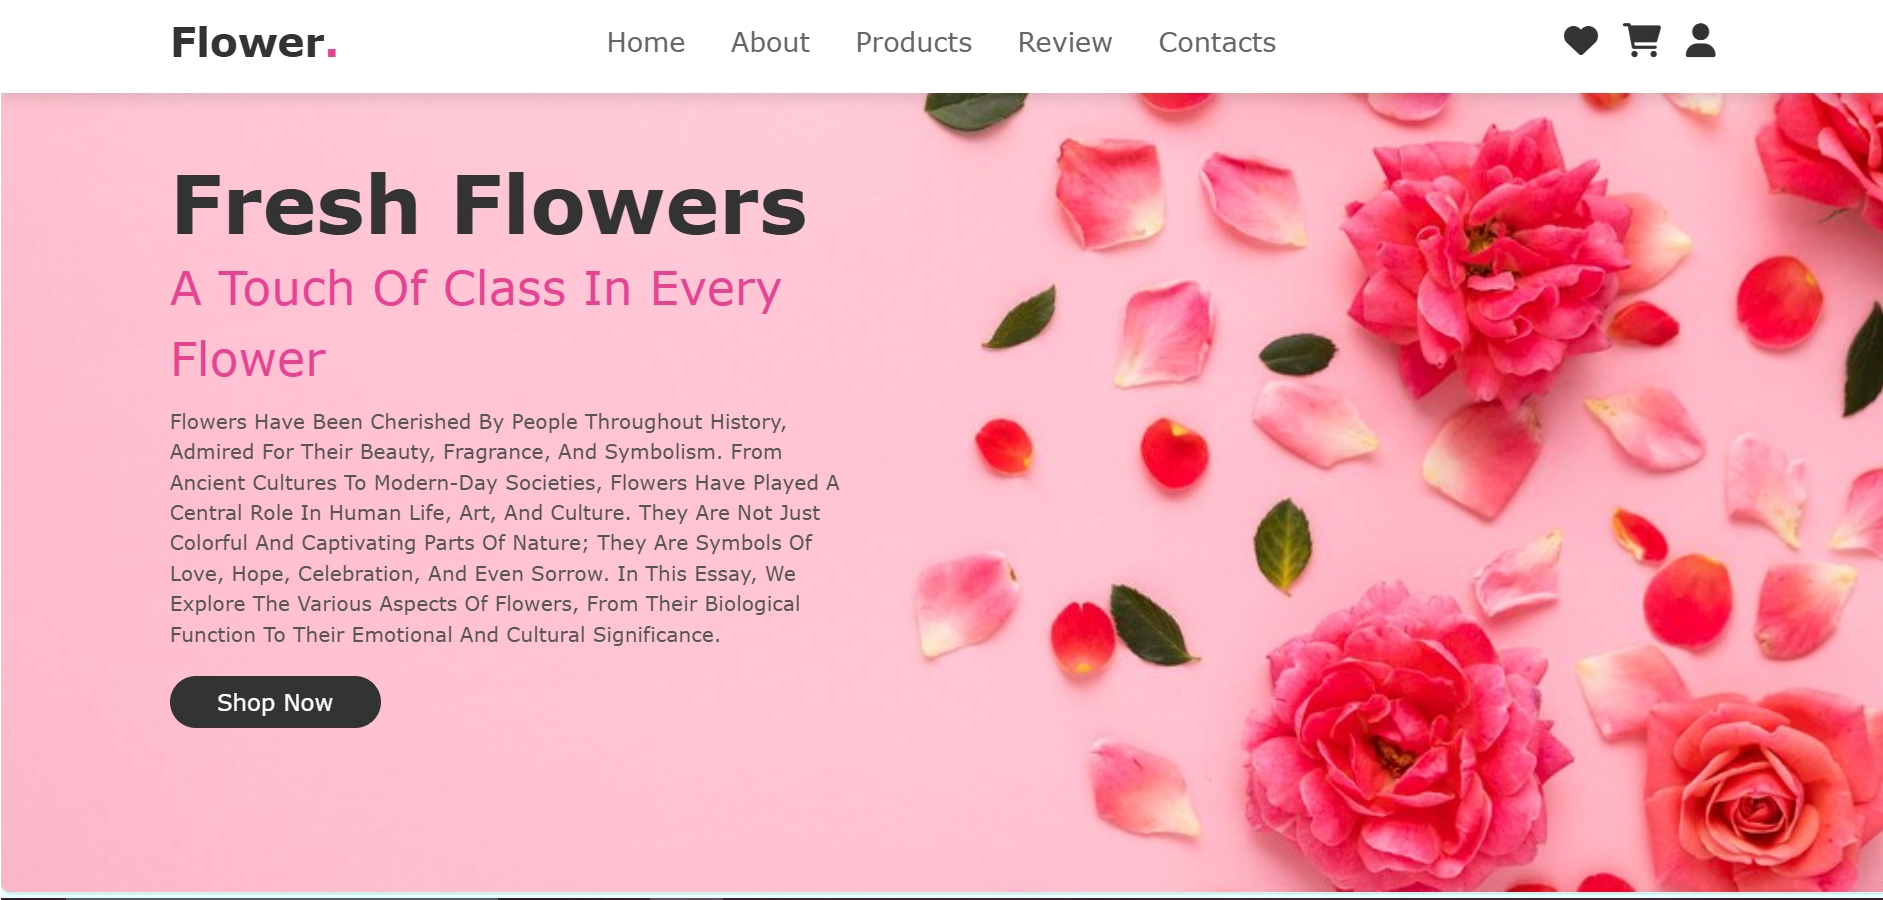 Flower.
Home About Products Review Contacts
Fresh Flowers
A Touch Of Class In Every
Flower
Flowers Have Been Cherished By People Throughout History,
Admired For Their Beauty, Fragrance, And Symbolism. From
Ancient Cultures To Modern-Day Societies, Flowers Have Played A
Central Role In Human Life, Art, And Culture. They Are Not Just
Colorful And Captivating Parts Of Nature; They Are Symbols Of
Love, Hope, Celebration, And Even Sorrow. In This Essay, We
Explore The Various Aspects Of Flowers, From Their Biological
Function To Their Emotional And Cultural Significance.
Shop Now